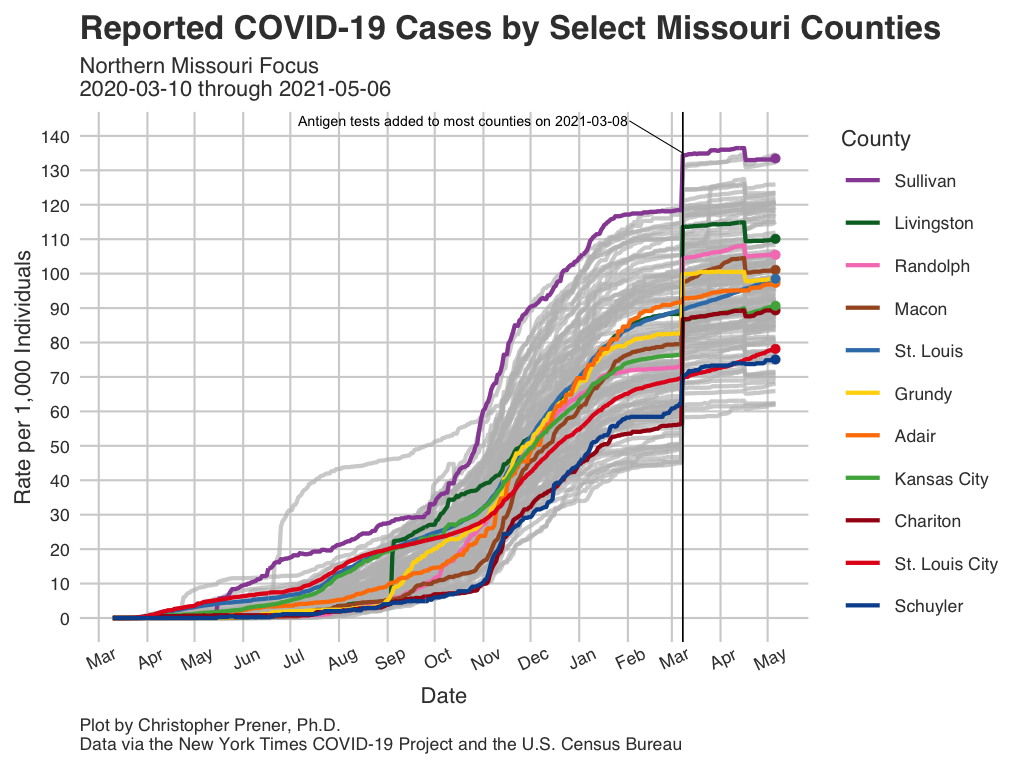 Reported COVID-19 Cases by Select Missouri Counties
Northern Missouri Focus
2020-03-10 through 2021-05-06
Antigen tests added to most counties on 2021-03-08
Rate per 1,000 Individuals
140
130
120
110
100
90
80
70
60
50
40
30
20
10
0
Mar Apr May Jun Jul Aug Sep Oct Nov Dec Jan Feb Mar Apr May
Date
County
Sullivan
Livingston
Randolph
Macon
St. Louis
Grundy
Adair
Kansas City
Chariton
St. Louis City
Schuyler
Plot by Christopher Prener, Ph.D.
Data via the New York Times COVID-19 Project and the U.S. Census Bureau